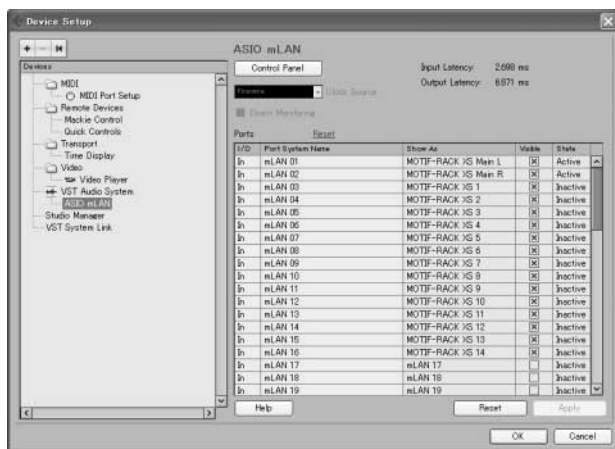 Device Setup
+ - |◀
Devices
MIDI
MIDI Port Setup
Remote Devices
Mackie Control
Quick Controls
Transport
Time Display
Video
Video Player
VST Audio System
ASIO mLAN
Studio Manager
VST System Link
ASIO mLAN
Control Panel
Input Latency: 2.698 ms
Output Latency: 6.871 ms
Clock Source
Direct Monitoring
Ports Reset
I/O Port System Name Show As Visible State
In mLAN 01 MOTIF-RACK XS Main L Active
In mLAN 02 MOTIF-RACK XS Main R Active
In mLAN 03 MOTIF-RACK XS 1 Inactive
In mLAN 04 MOTIF-RACK XS 2 Inactive
In mLAN 05 MOTIF-RACK XS 3 Inactive
In mLAN 06 MOTIF-RACK XS 4 Inactive
In mLAN 07 MOTIF-RACK XS 5 Inactive
In mLAN 08 MOTIF-RACK XS 6 Inactive
In mLAN 09 MOTIF-RACK XS 7 Inactive
In mLAN 10 MOTIF-RACK XS 8 Inactive
In mLAN 11 MOTIF-RACK XS 9 Inactive
In mLAN 12 MOTIF-RACK XS 10 Inactive
In mLAN 13 MOTIF-RACK XS 11 Inactive
In mLAN 14 MOTIF-RACK XS 12 Inactive
In mLAN 15 MOTIF-RACK XS 13 Inactive
In mLAN 16 MOTIF-RACK XS 14 Inactive
In mLAN 17 mLAN 17 Inactive
In mLAN 18 mLAN 18 Inactive
In mLAN 19 mLAN 19 Inactive
Help Reset Apply
OK Cancel